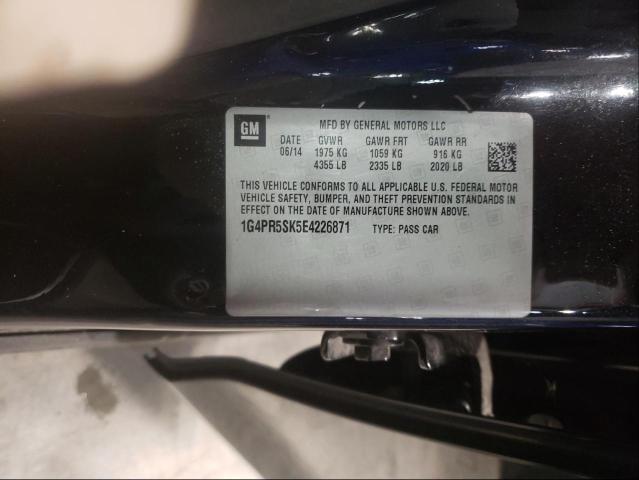 GM
MFD BY GENERAL MOTORS LLC
DATE GVWR GAWR FRT GAWR RR
06/14 1975 KG 1059 KG 916 KG
4355 LB 2335 LB 2020 LB
THIS VEHICLE CONFORMS TO ALL APPLICABLE U.S. FEDERAL MOTOR
VEHICLE SAFETY, BUMPER, AND THEFT PREVENTION STANDARDS
IN EFFECT ON THE DATE OF MANUFACTURE SHOWN ABOVE.
1G4PR5SK5E4226871 TYPE: PASS CAR